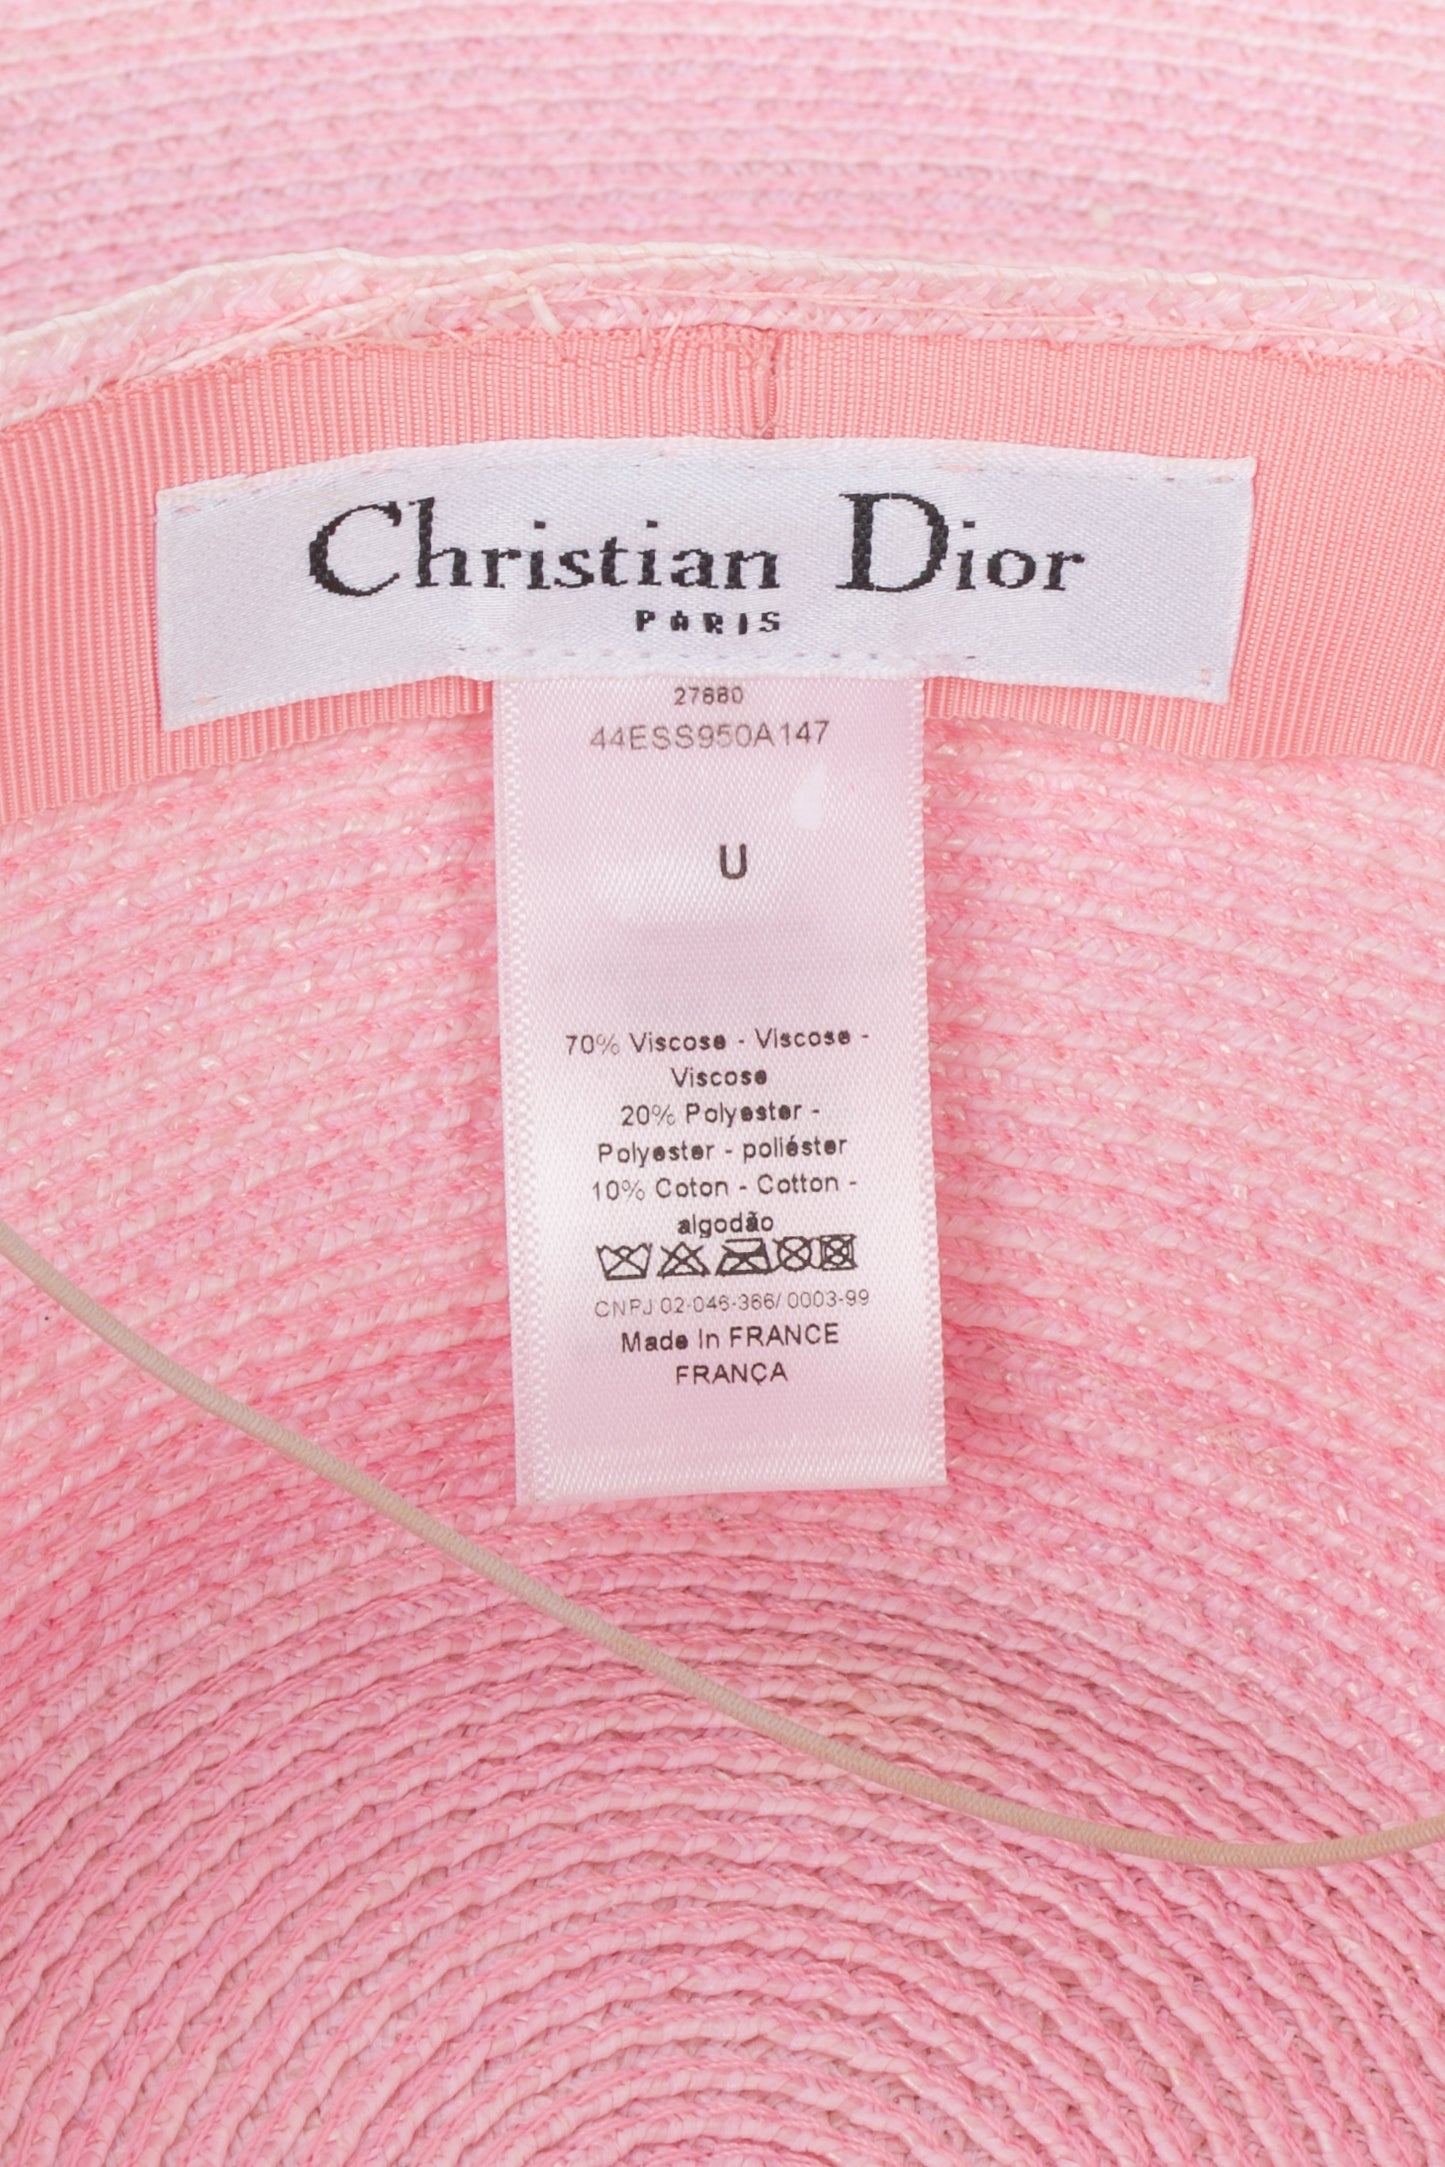 Christian Dior
PARIS
27680
44ESS950A147
U
70% Viscose - Viscose -
Viscose
20% Polyester -
Polyester - poliéster
10% Coton - Cotton -
algodão
CNPJ 02-046-366/ 0003-99
Made In FRANCE
FRANÇA